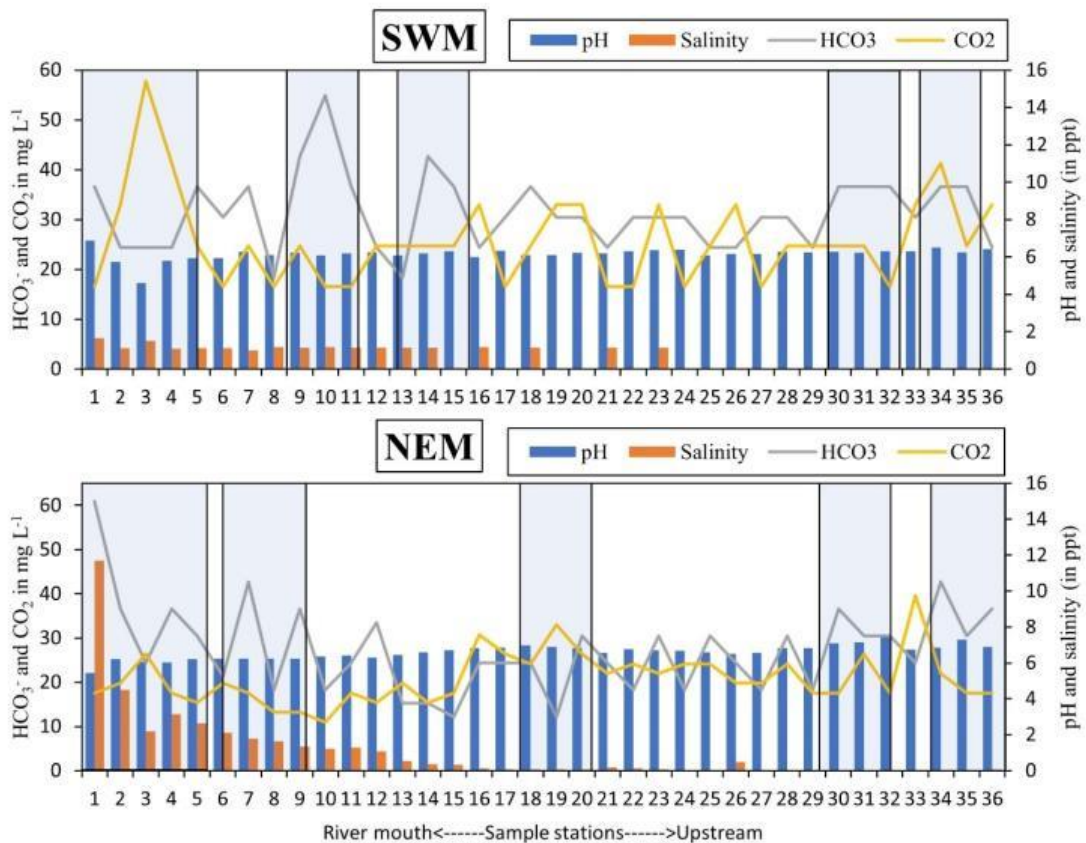 SWM
pH Salinity HCO3 CO2
HCO₃⁻ and CO₂ in mg L⁻¹
60
50
40
30
20
10
0
16
14
12
10
8
6
4
2
0
pH and salinity (in ppt)
1 2 3 4 5 6 7 8 9 10 11 12 13 14 15 16 17 18 19 20 21 22 23 24 25 26 27 28 29 30 31 32 33 34 35 36
NEM
pH Salinity HCO3 CO2
HCO₃⁻ and CO₂ in mg L⁻¹
60
50
40
30
20
10
0
16
14
12
10
8
6
4
2
0
pH and salinity (in ppt)
1 2 3 4 5 6 7 8 9 10 11 12 13 14 15 16 17 18 19 20 21 22 23 24 25 26 27 28 29 30 31 32 33 34 36
River mouth<------Sample stations------>Upstream